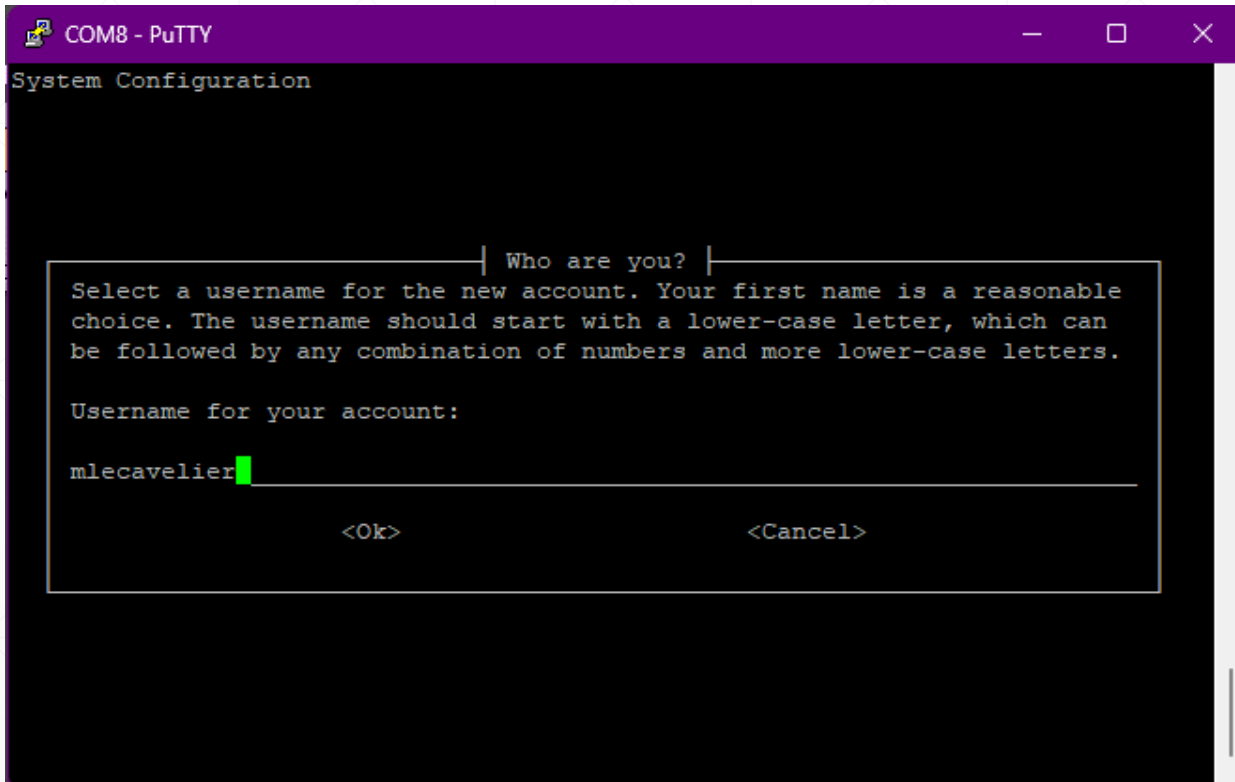 COM8 - PuTTY
System Configuration
Who are you?
Select a username for the new account. Your first name is a reasonable
choice. The username should start with a lower-case letter, which can
be followed by any combination of numbers and more lower-case letters.
Username for your account:
mlecavelier
<Ok> <Cancel>